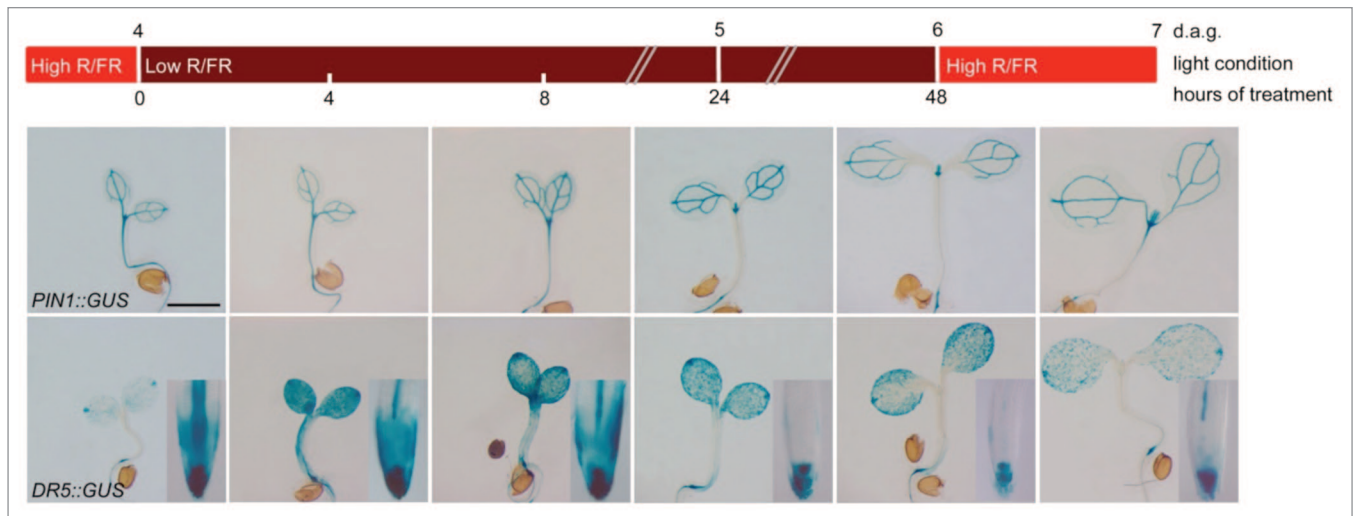 4 5 6 7 d.a.g.
High R/FR Low R/FR High R/FR light condition
0 4 8 24 48 hours of treatment
PIN1::GUS
DR5::GUS